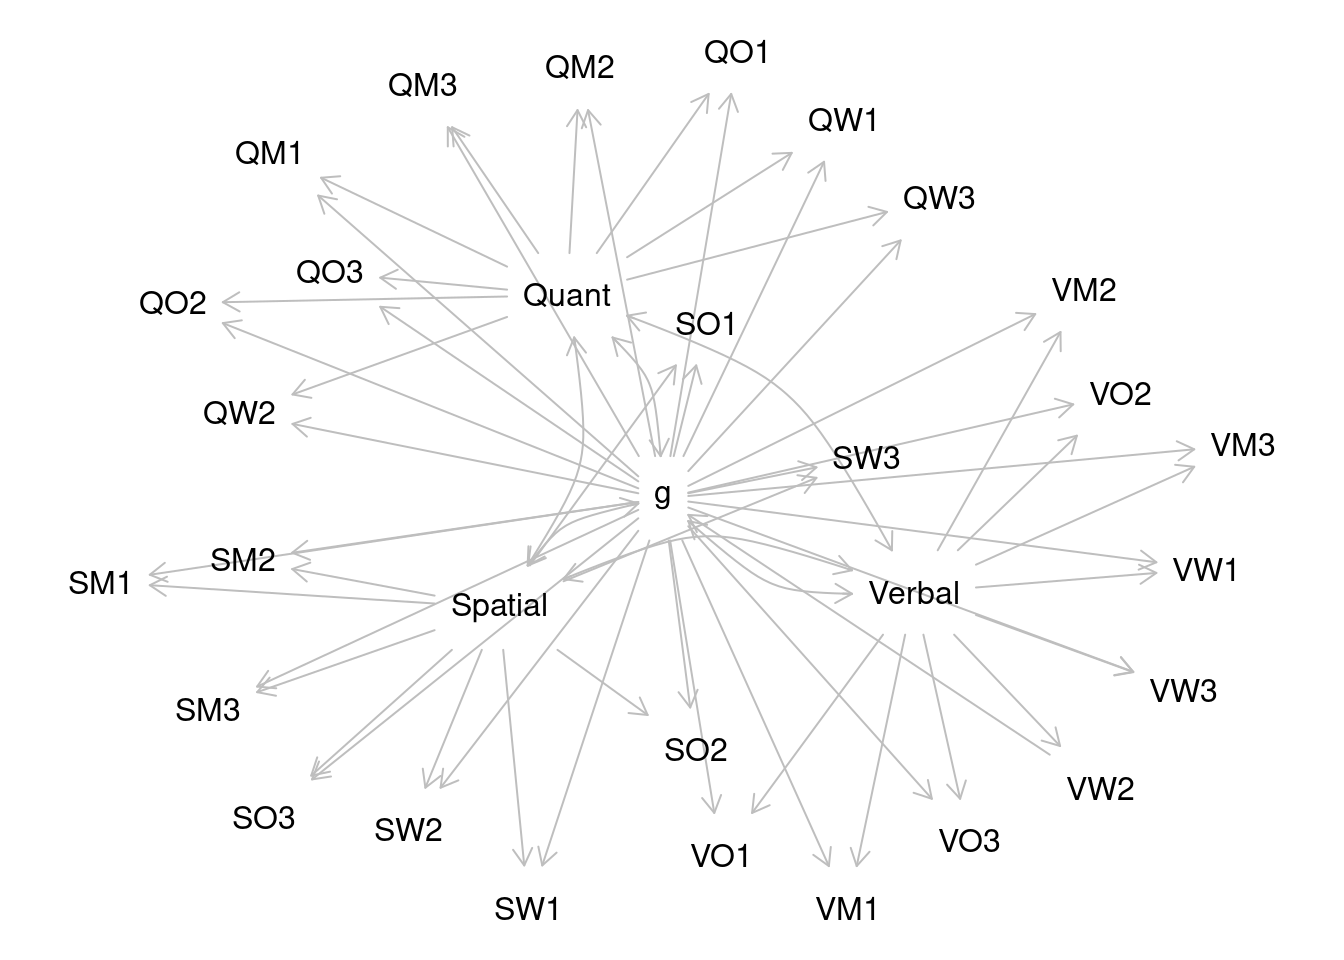 QO1
QM2
QM3
QW1
QM1
QW3
QO3
VM2
Quant
QO2
SO1
VO2
QW2
VM3
SW3
g
SM2
VW1
SM1
Verbal
Spatial
VW3
SM3
SO2
VW2
SO3
SW2
VO3
VO1
SW1
VM1